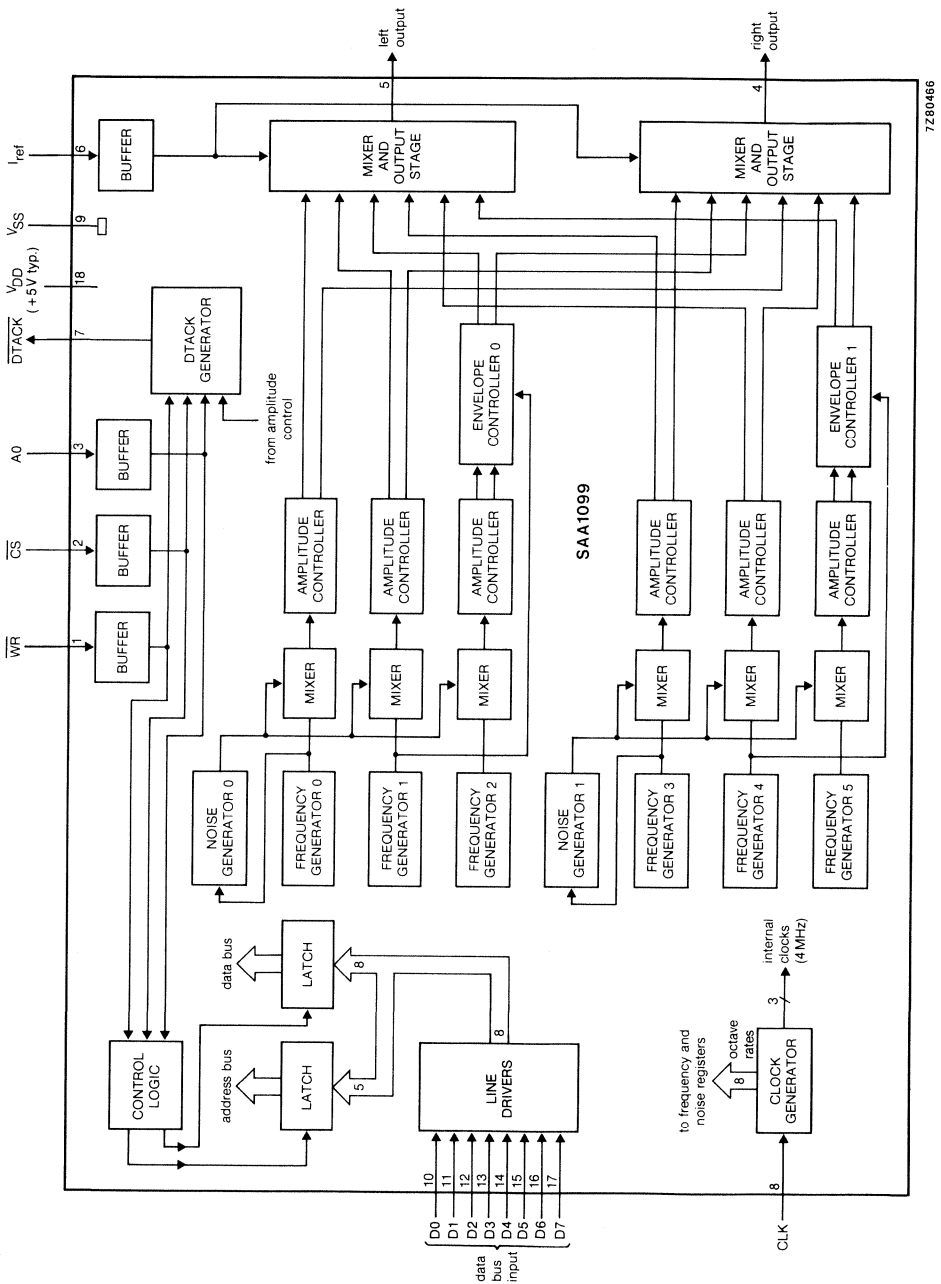 I ref
6
BUFFER
V SS
9
V DD
(+5 V typ.)
18
DTACK
7
DTACK
GENERATOR
A0
3
BUFFER
CS
2
BUFFER
WR
1
BUFFER
from amplitude
control
CONTROL
LOGIC
MIXER
AND
OUTPUT
STAGE
5
left
output
MIXER
AND
OUTPUT
STAGE
4
right
output
NOISE
GENERATOR 0
FREQUENCY
GENERATOR 0
MIXER
AMPLITUDE
CONTROLLER
FREQUENCY
GENERATOR 1
MIXER
AMPLITUDE
CONTROLLER
FREQUENCY
GENERATOR 2
MIXER
AMPLITUDE
CONTROLLER
ENVELOPE
CONTROLLER 0
SAA1099
NOISE
GENERATOR 1
FREQUENCY
GENERATOR 3
MIXER
AMPLITUDE
CONTROLLER
FREQUENCY
GENERATOR 4
MIXER
AMPLITUDE
CONTROLLER
FREQUENCY
GENERATOR 5
MIXER
AMPLITUDE
CONTROLLER
ENVELOPE
CONTROLLER 1
address bus
LATCH
5
data bus
LATCH
8
8
LINE
DRIVERS
D0
10
D1
11
D2
12
D3
13
D4
14
D5
15
D6
16
D7
17
data
bus
input
to frequency and
noise registers
8
octave
rates
3
internal
clocks
(4 MHz)
CLOCK
GENERATOR
8
CLK
7Z80466